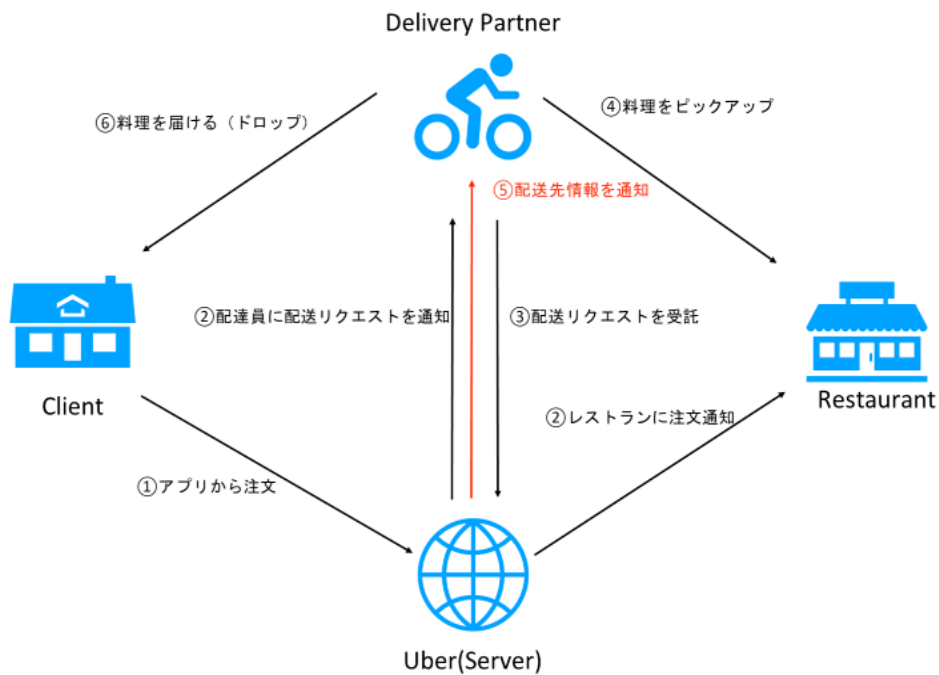 Delivery Partner
⑥料理を届ける（ドロップ）
④料理をピックアップ
⑤配送先情報を通知
②配達員に配送リクエストを通知
③配送リクエストを受託
Client
Restaurant
②レストランに注文通知
①アプリから注文
Uber(Server)